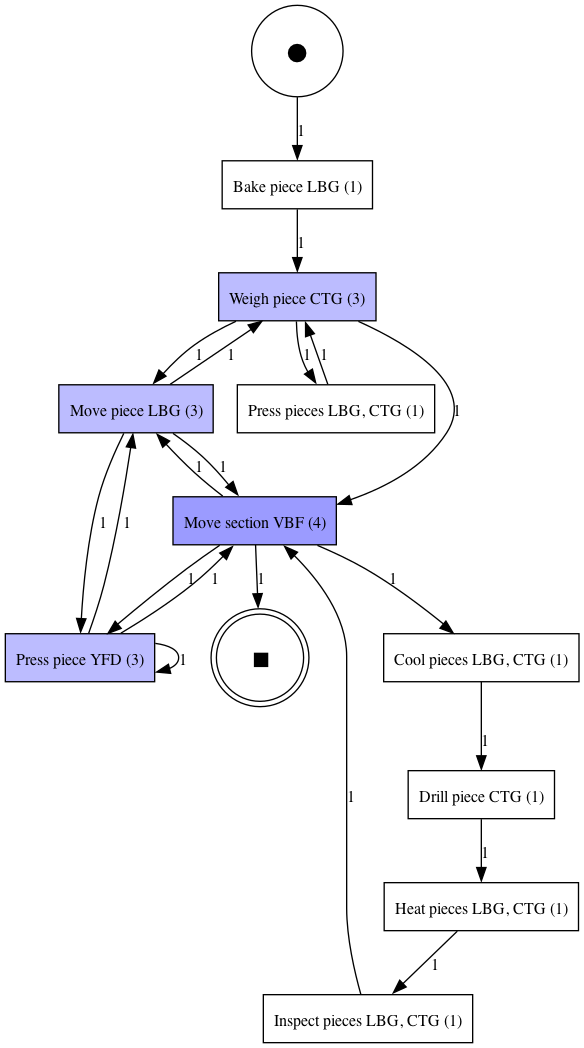 1
Bake piece LBG (1)
1
Weigh piece CTG (3)
1 1 1 1
Move piece LBG (3)
Press pieces LBG, CTG (1)
1
1 1
Move section VBF (4)
1 1
1 1 1 1
Press piece YFD (3)
1
Cool pieces LBG, CTG (1)
1
Drill piece CTG (1)
1
1
Heat pieces LBG, CTG (1)
1
Inspect pieces LBG, CTG (1)